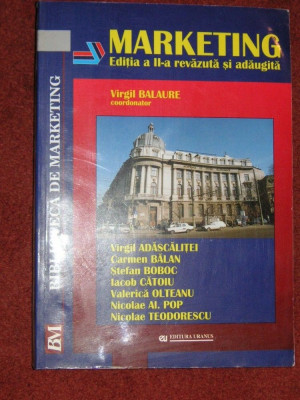 MARKETING
Ediția a II-a revăzută și adăugită
Virgil BALAURE
coordonator
Virgil ADĂSCĂLIȚEI
Carmen BĂLAN
Ștefan BOBOC
Iacob CĂTOIU
Valerică OLTEANU
Nicolae Al. POP
Nicolae TEODORESCU
EDITURA URANUS
BIBLIOTECA DE MARKETING
BM